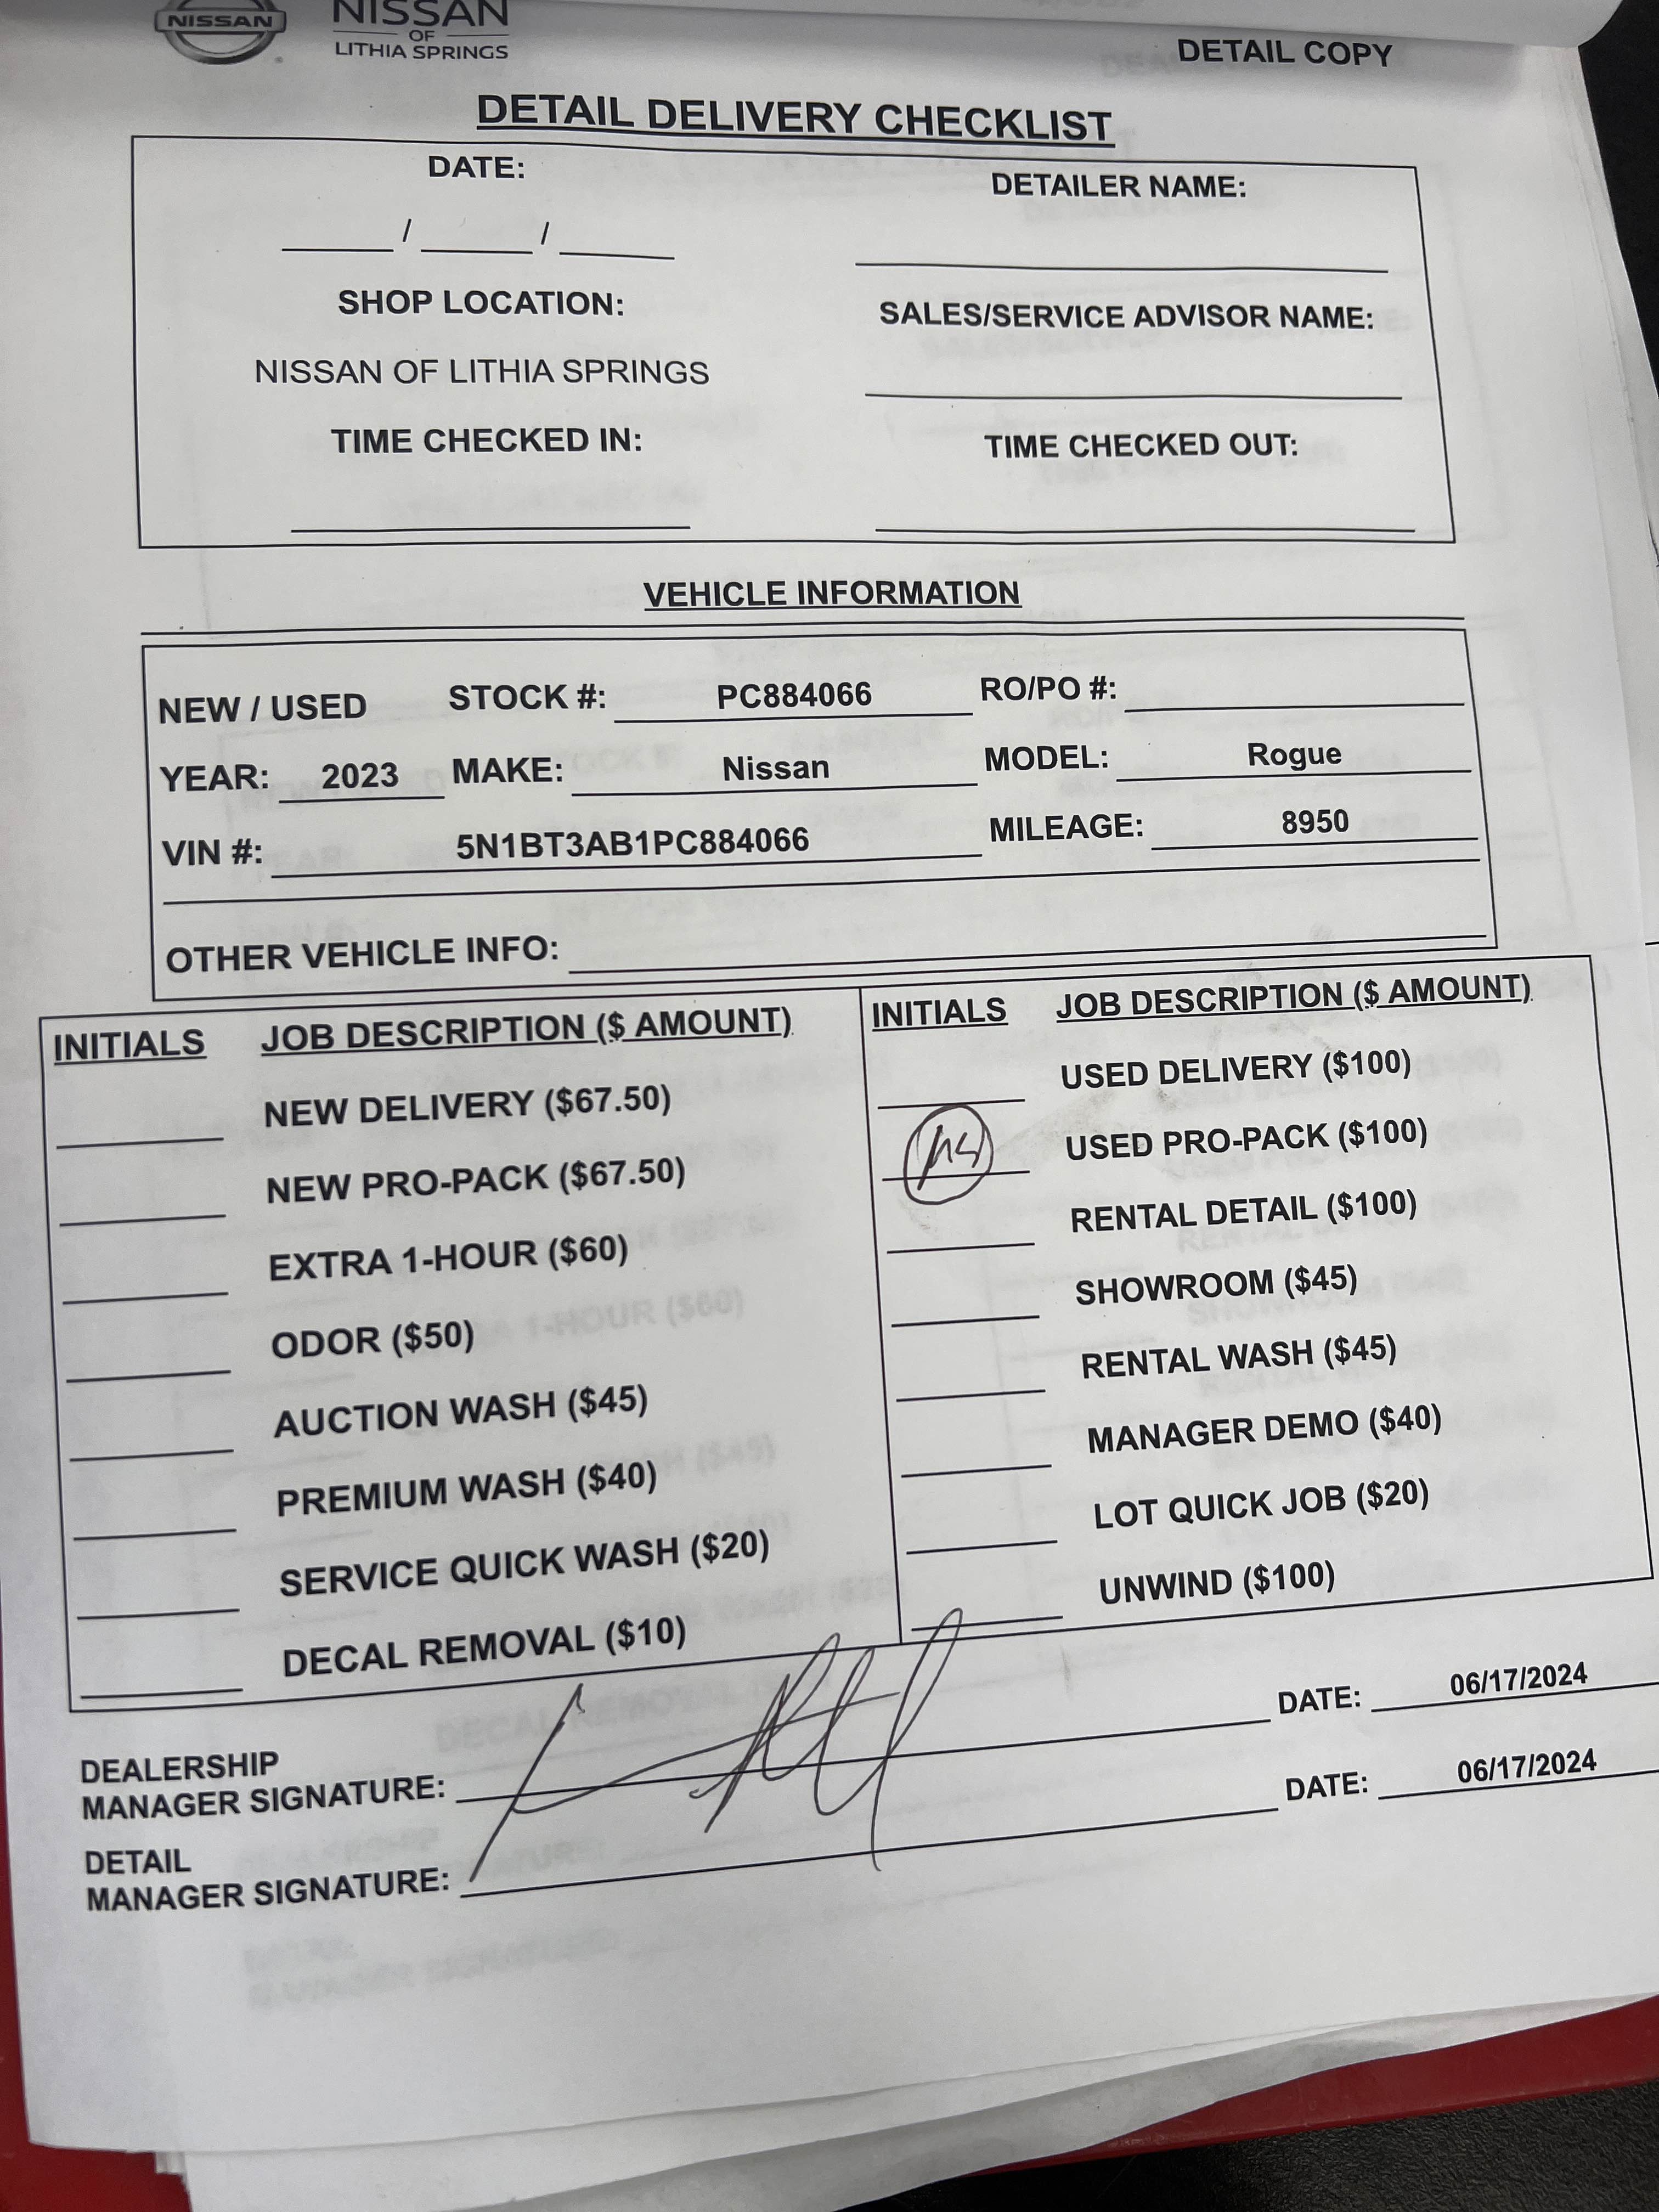 NISSAN
NISSAN
OF
LITHIA SPRINGS
DETAIL COPY
DETAIL DELIVERY CHECKLIST
DATE:
DETAILER NAME:
____ / ____ / ____
SHOP LOCATION:
SALES/SERVICE ADVISOR NAME:
NISSAN OF LITHIA SPRINGS
TIME CHECKED IN:
TIME CHECKED OUT:
VEHICLE INFORMATION
NEW / USED STOCK #: PC884066 RO/PO #:
YEAR: 2023 MAKE: Nissan MODEL: Rogue
VIN #: 5N1BT3AB1PC884066 MILEAGE: 8950
OTHER VEHICLE INFO:
INITIALS JOB DESCRIPTION ($ AMOUNT)
NEW DELIVERY ($67.50)
NEW PRO-PACK ($67.50)
EXTRA 1-HOUR ($60)
ODOR ($50)
AUCTION WASH ($45)
PREMIUM WASH ($40)
SERVICE QUICK WASH ($20)
DECAL REMOVAL ($10)
INITIALS JOB DESCRIPTION ($ AMOUNT)
USED DELIVERY ($100)
USED PRO-PACK ($100)
RENTAL DETAIL ($100)
SHOWROOM ($45)
RENTAL WASH ($45)
MANAGER DEMO ($40)
LOT QUICK JOB ($20)
UNWIND ($100)
DEALERSHIP
MANAGER SIGNATURE: DATE: 06/17/2024
DETAIL
MANAGER SIGNATURE: DATE: 06/17/2024